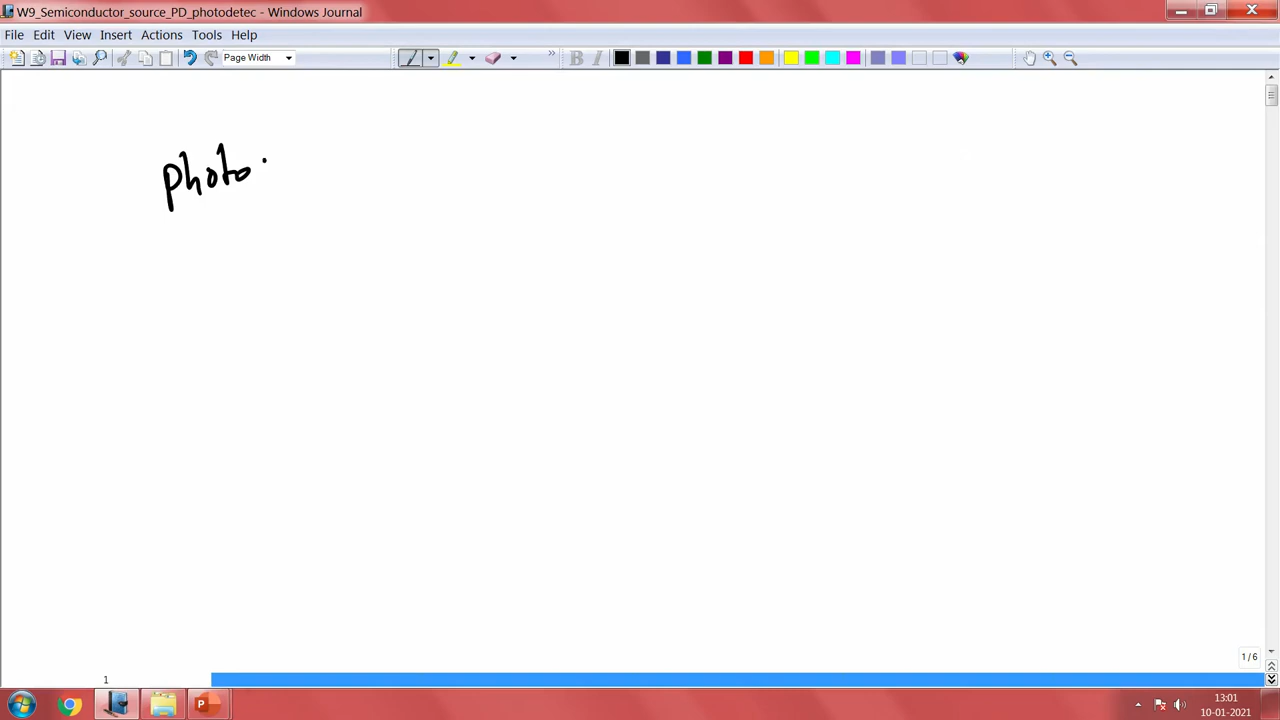 W9_Semiconductor_source_PD_photodetec - Windows Journal
File Edit View Insert Actions Tools Help
Page Width B I
Photo
1/6
1
13:01
10-01-2021